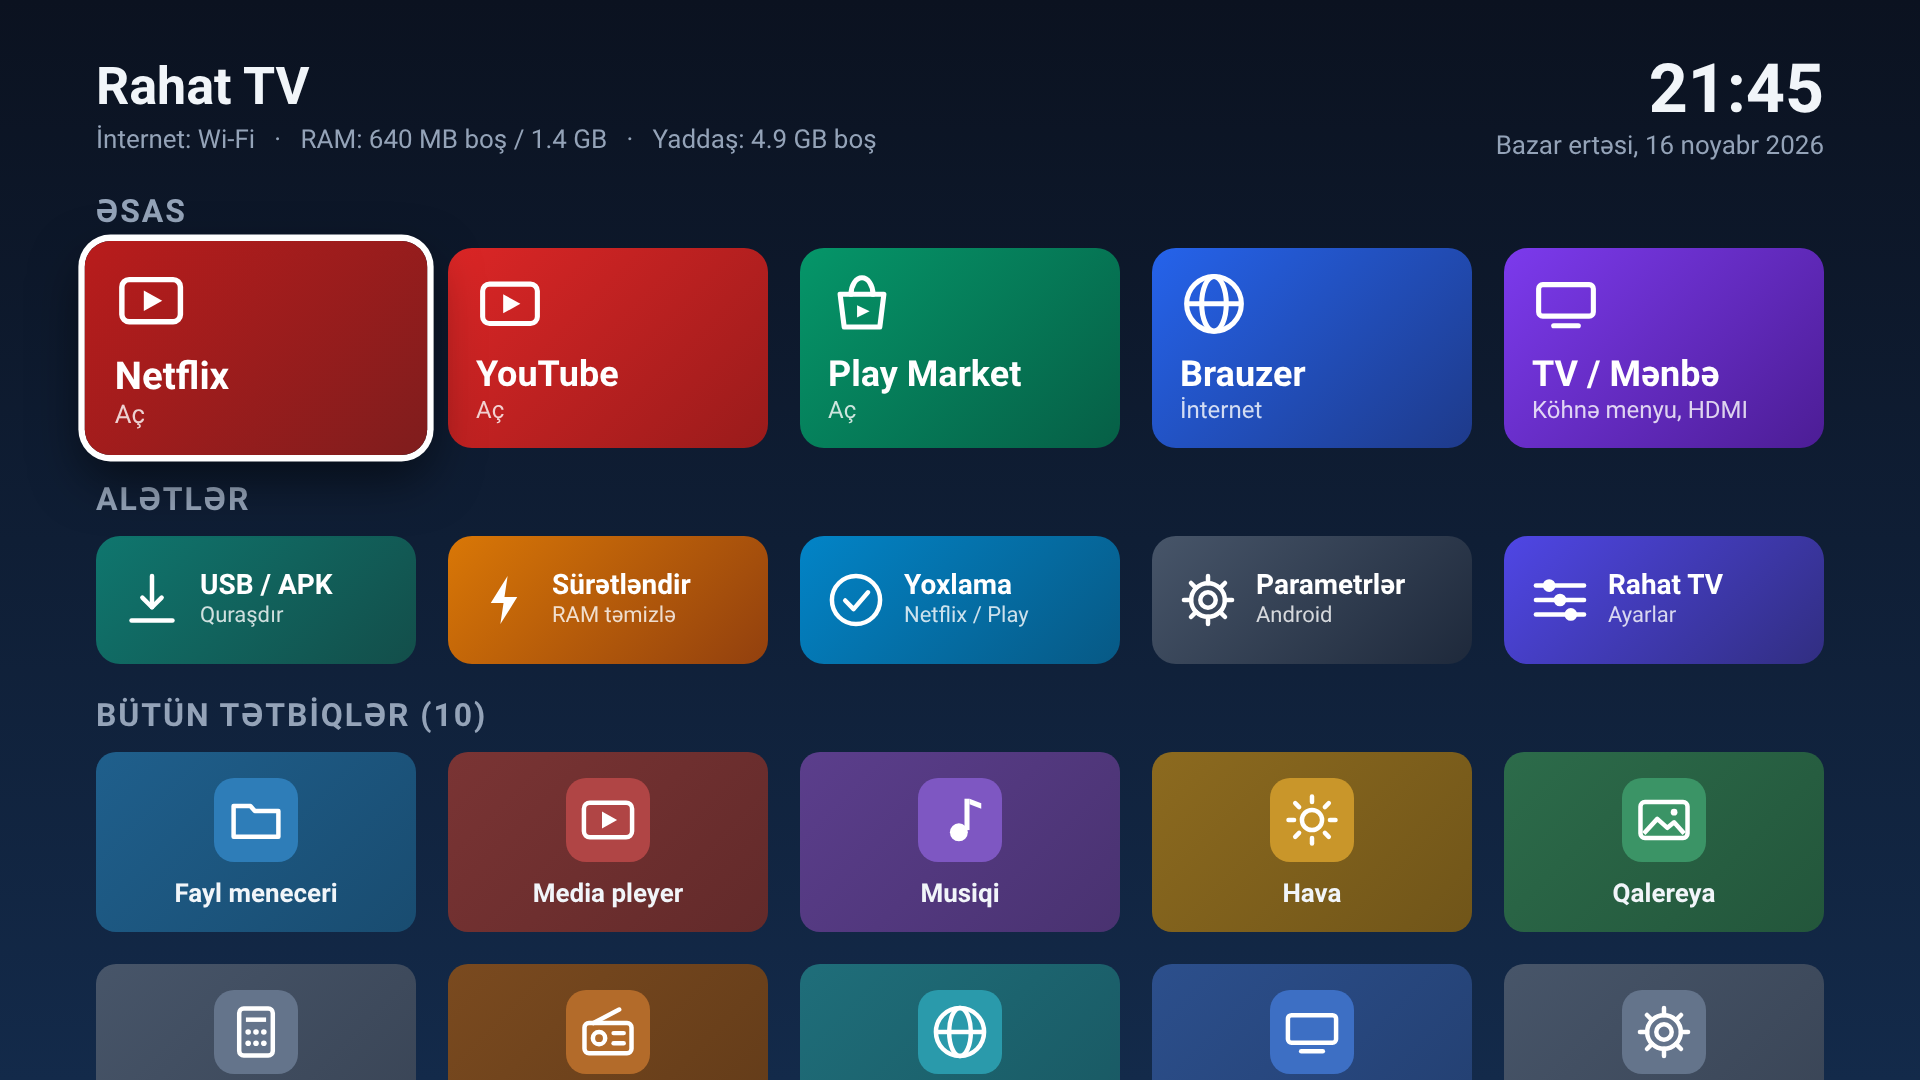 Rahat TV
21:45
İnternet: Wi-Fi · RAM: 640 MB boş / 1.4 GB · Yaddaş: 4.9 GB boş
Bazar ertəsi, 16 noyabr 2026
ƏSAS
Netflix
Aç
YouTube
Aç
Play Market
Aç
Brauzer
İnternet
TV / Mənbə
Köhnə menyu, HDMI
ALƏTLƏR
USB / APK
Quraşdır
Sürətləndir
RAM təmizlə
Yoxlama
Netflix / Play
Parametrlər
Android
Rahat TV
Ayarlar
BÜTÜN TƏTBİQLƏR (10)
Fayl meneceri
Media pleyer
Musiqi
Hava
Qalereya